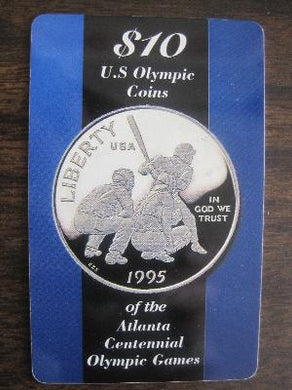 $10
U.S Olympic
Coins
LIBERTY
USA
IN GOD WE
TRUST
1995
of the
Atlanta
Centennial
Olympic Games